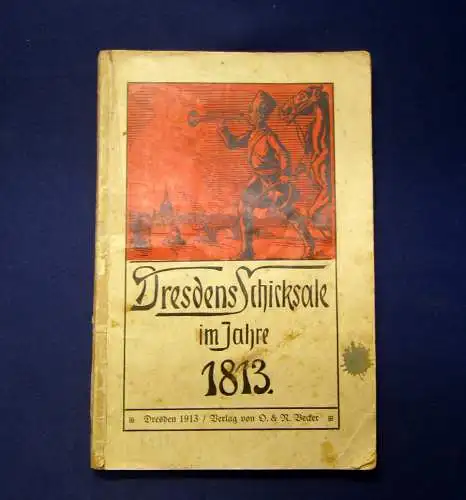 Dresdens Schicksale
im Jahre
1813.
Dresden 1913 / Verlag von O. & R. Becker